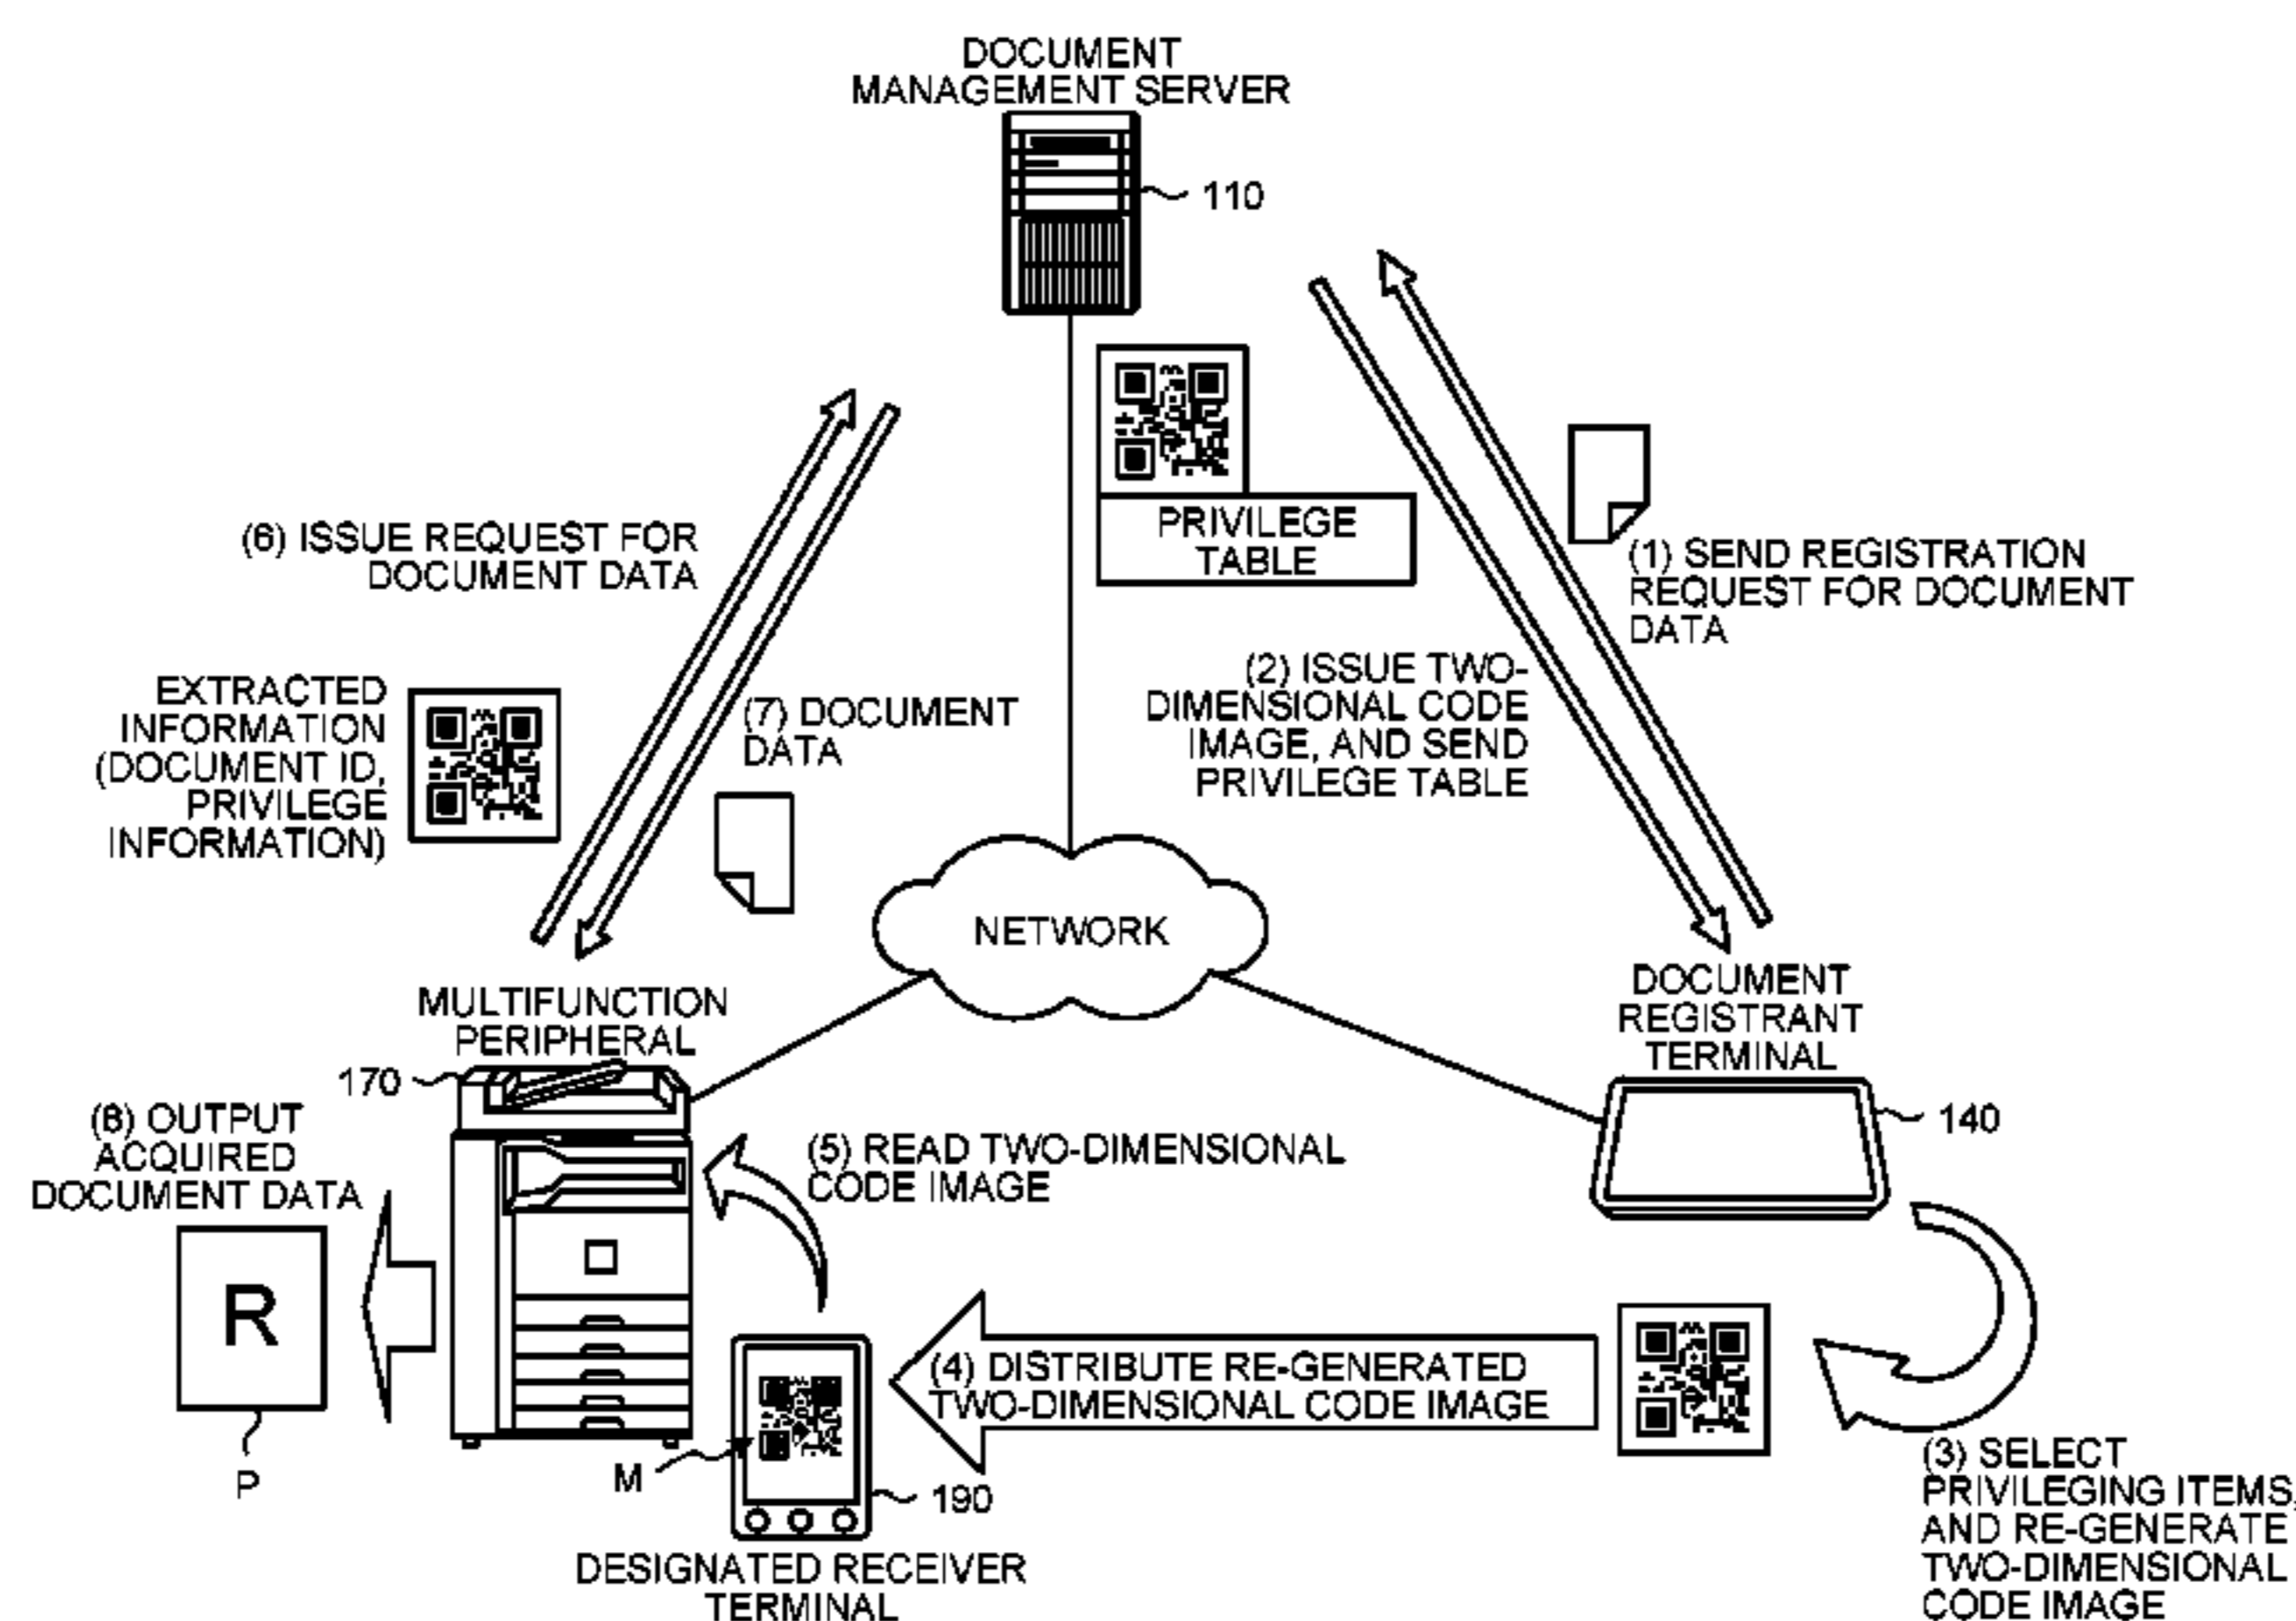 DOCUMENT
MANAGEMENT SERVER
110
PRIVILEGE
TABLE
(1) SEND REGISTRATION
REQUEST FOR DOCUMENT
DATA
(2) ISSUE TWO-
DIMENSIONAL CODE
IMAGE, AND SEND
PRIVILEGE TABLE
(6) ISSUE REQUEST FOR
DOCUMENT DATA
EXTRACTED
INFORMATION
(DOCUMENT ID,
PRIVILEGE
INFORMATION)
(7) DOCUMENT
DATA
NETWORK
MULTIFUNCTION
PERIPHERAL
170
DOCUMENT
REGISTRANT
TERMINAL
140
(8) OUTPUT
ACQUIRED
DOCUMENT DATA
R
P
(5) READ TWO-DIMENSIONAL
CODE IMAGE
(4) DISTRIBUTE RE-GENERATED
TWO-DIMENSIONAL CODE IMAGE
M
190
DESIGNATED RECEIVER
TERMINAL
(3) SELECT
PRIVILEGING ITEMS,
AND RE-GENERATE
TWO-DIMENSIONAL
CODE IMAGE